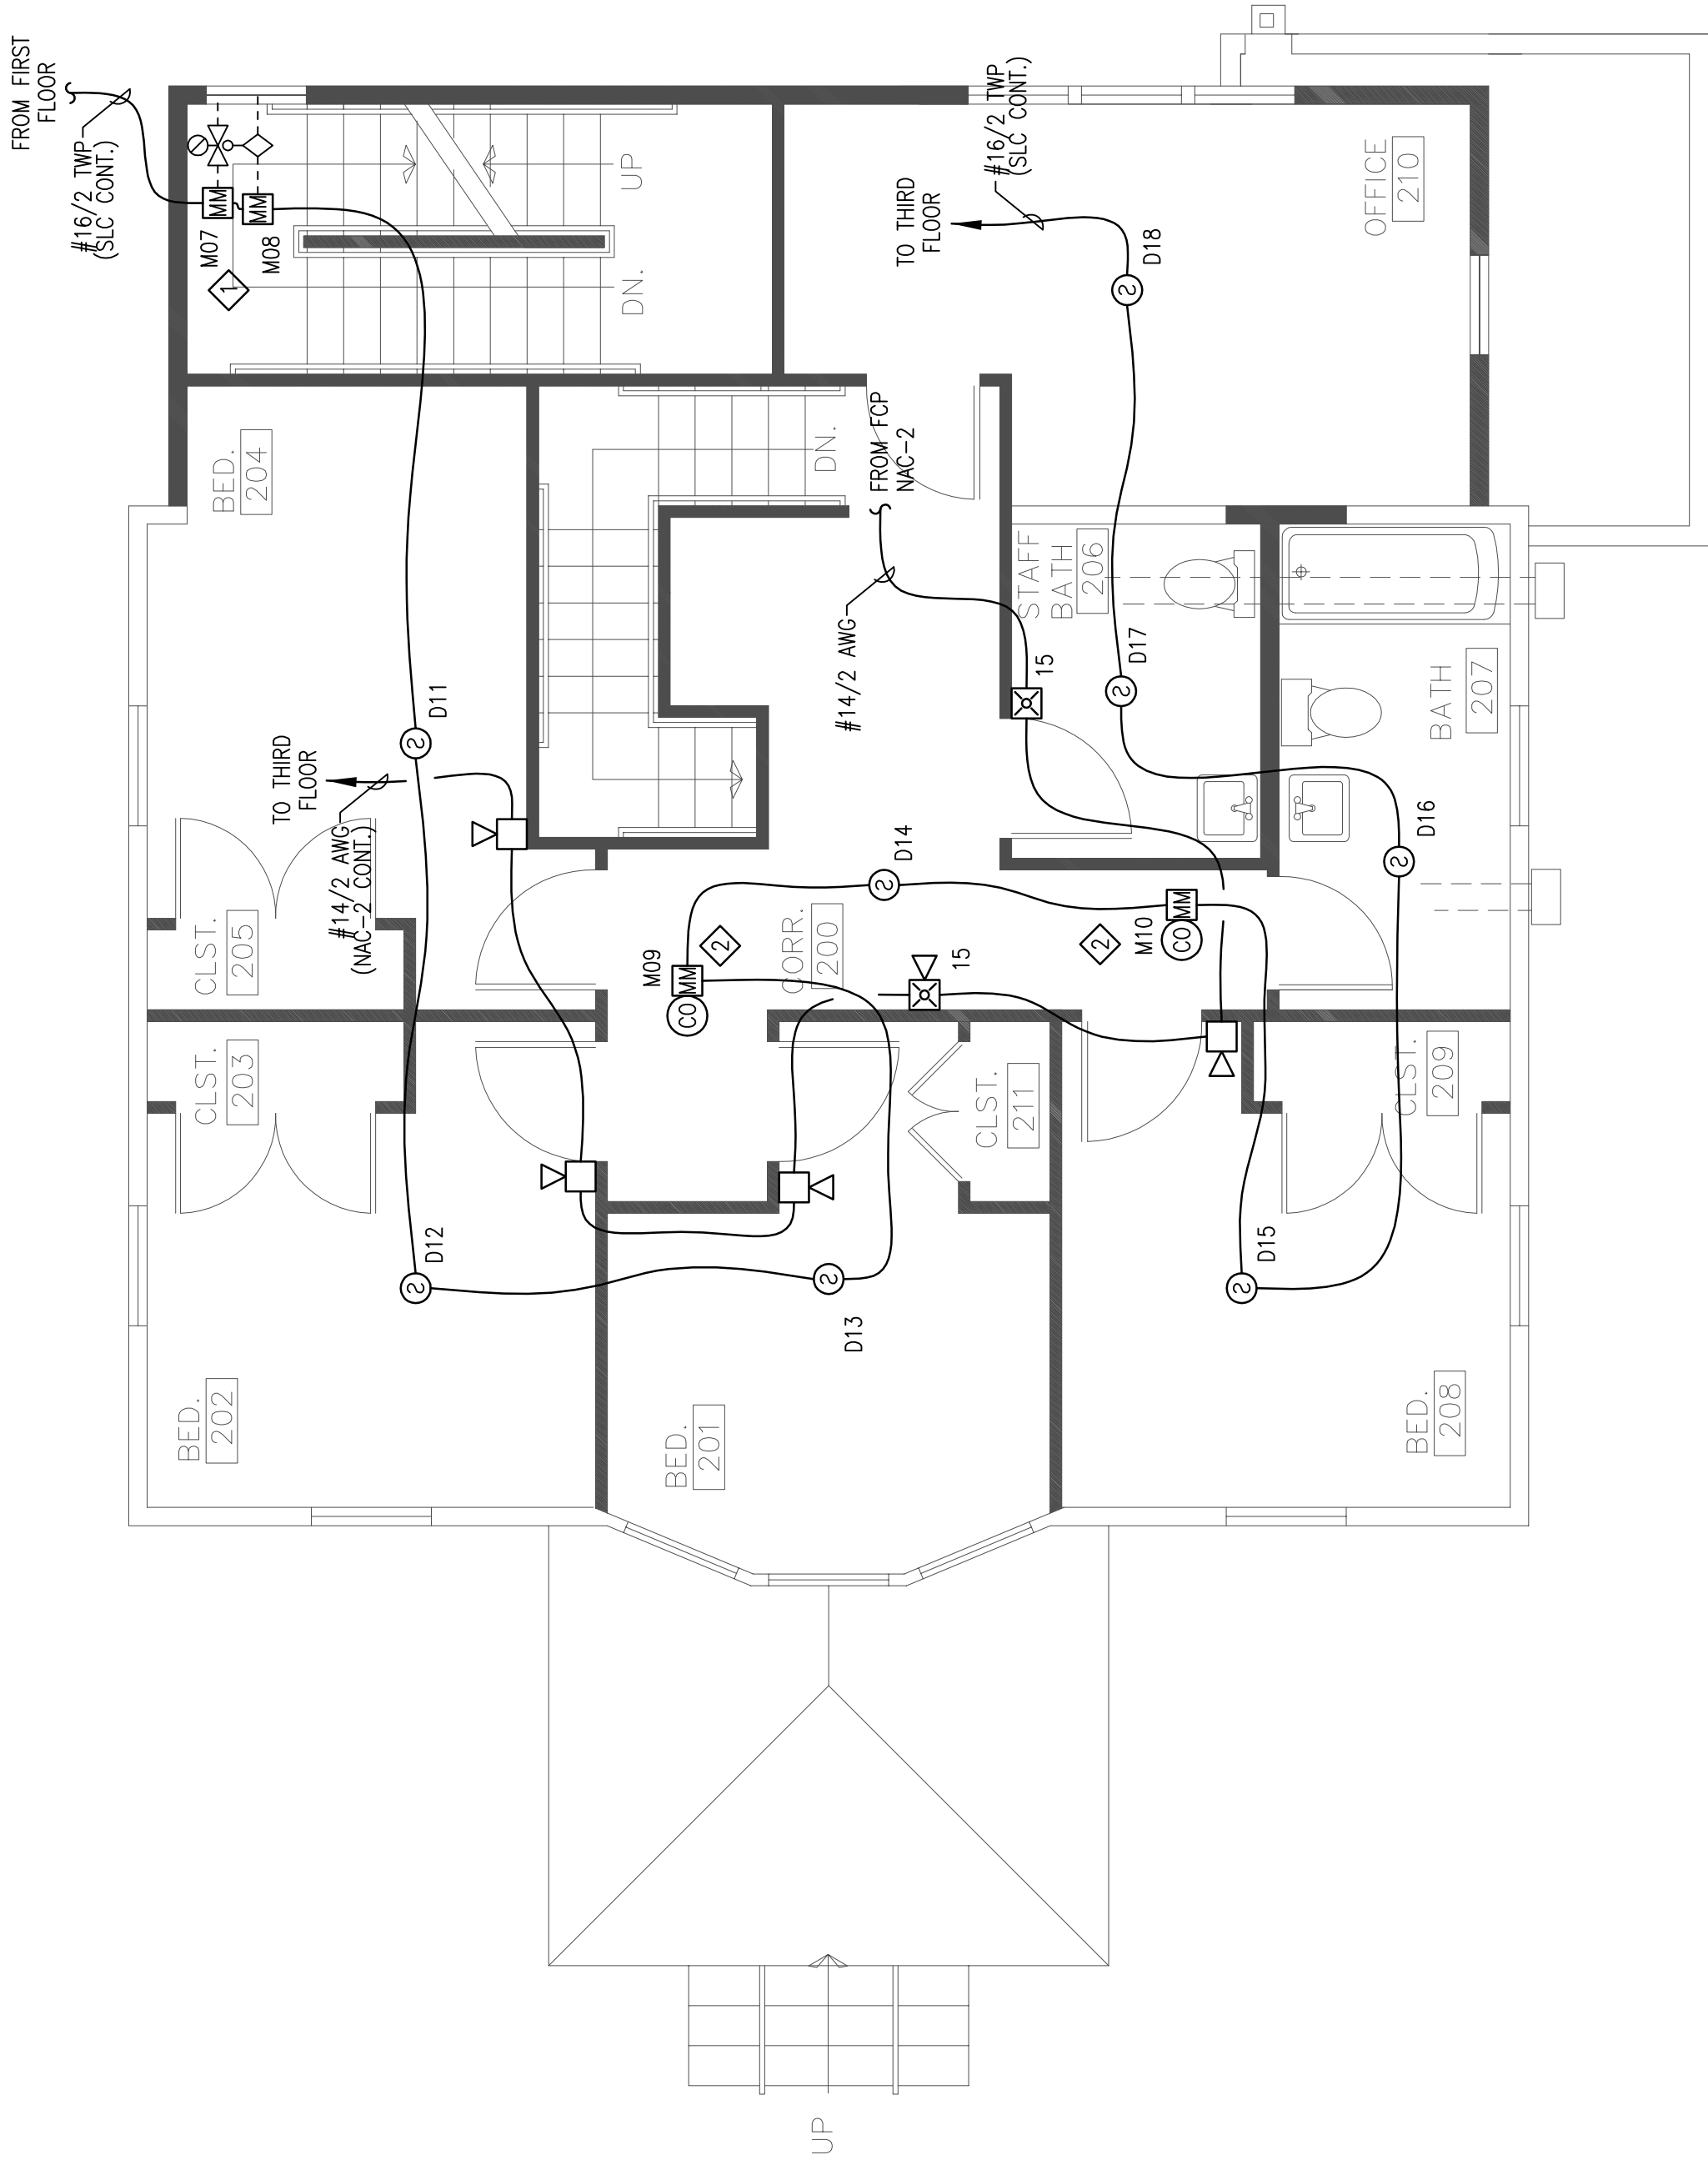 FROM FIRST
FLOOR
#16/2 TWP
(SLC CONT.)
M07
M08
1
MM
MM
UP
DN.
BED.
204
D11
TO THIRD
FLOOR
#14/2 AWG
(NAC-2 CONT.)
CLST.
205
CLST.
203
D12
BED.
202
DN.
FROM FCP
NAC-2
#14/2 AWG
TO THIRD
FLOOR
#16/2 TWP
(SLC CONT.)
D18
OFFICE
210
STAFF
BATH
206
D17
15
BATH
207
D16
D14
M09
MM
CO
2
CORR.
200
15
2
M10
MM
CO
CLST.
211
CLST.
209
D13
D15
BED.
201
BED.
208
S
S
S
S
S
S
S
S
UP